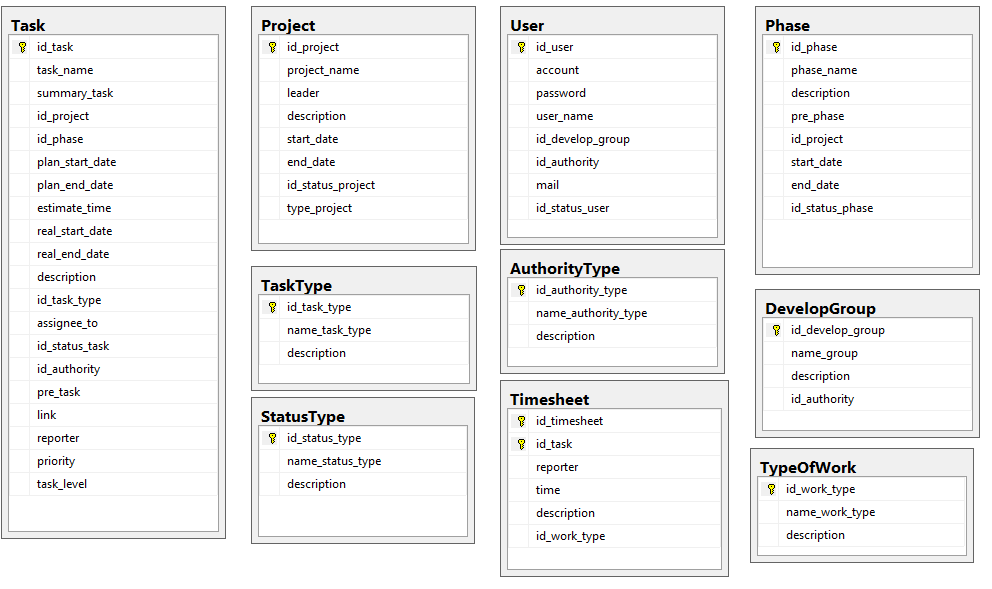 Task
id_task
task_name
summary_task
id_project
id_phase
plan_start_date
plan_end_date
estimate_time
real_start_date
real_end_date
description
id_task_type
assignee_to
id_status_task
id_authority
pre_task
link
reporter
priority
task_level
Project
id_project
project_name
leader
description
start_date
end_date
id_status_project
type_project
TaskType
id_task_type
name_task_type
description
StatusType
id_status_type
name_status_type
description
User
id_user
account
password
user_name
id_develop_group
id_authority
mail
id_status_user
AuthorityType
id_authority_type
name_authority_type
description
Timesheet
id_timesheet
id_task
reporter
time
description
id_work_type
Phase
id_phase
phase_name
description
pre_phase
id_project
start_date
end_date
id_status_phase
DevelopGroup
id_develop_group
name_group
description
id_authority
TypeOfWork
id_work_type
name_work_type
description